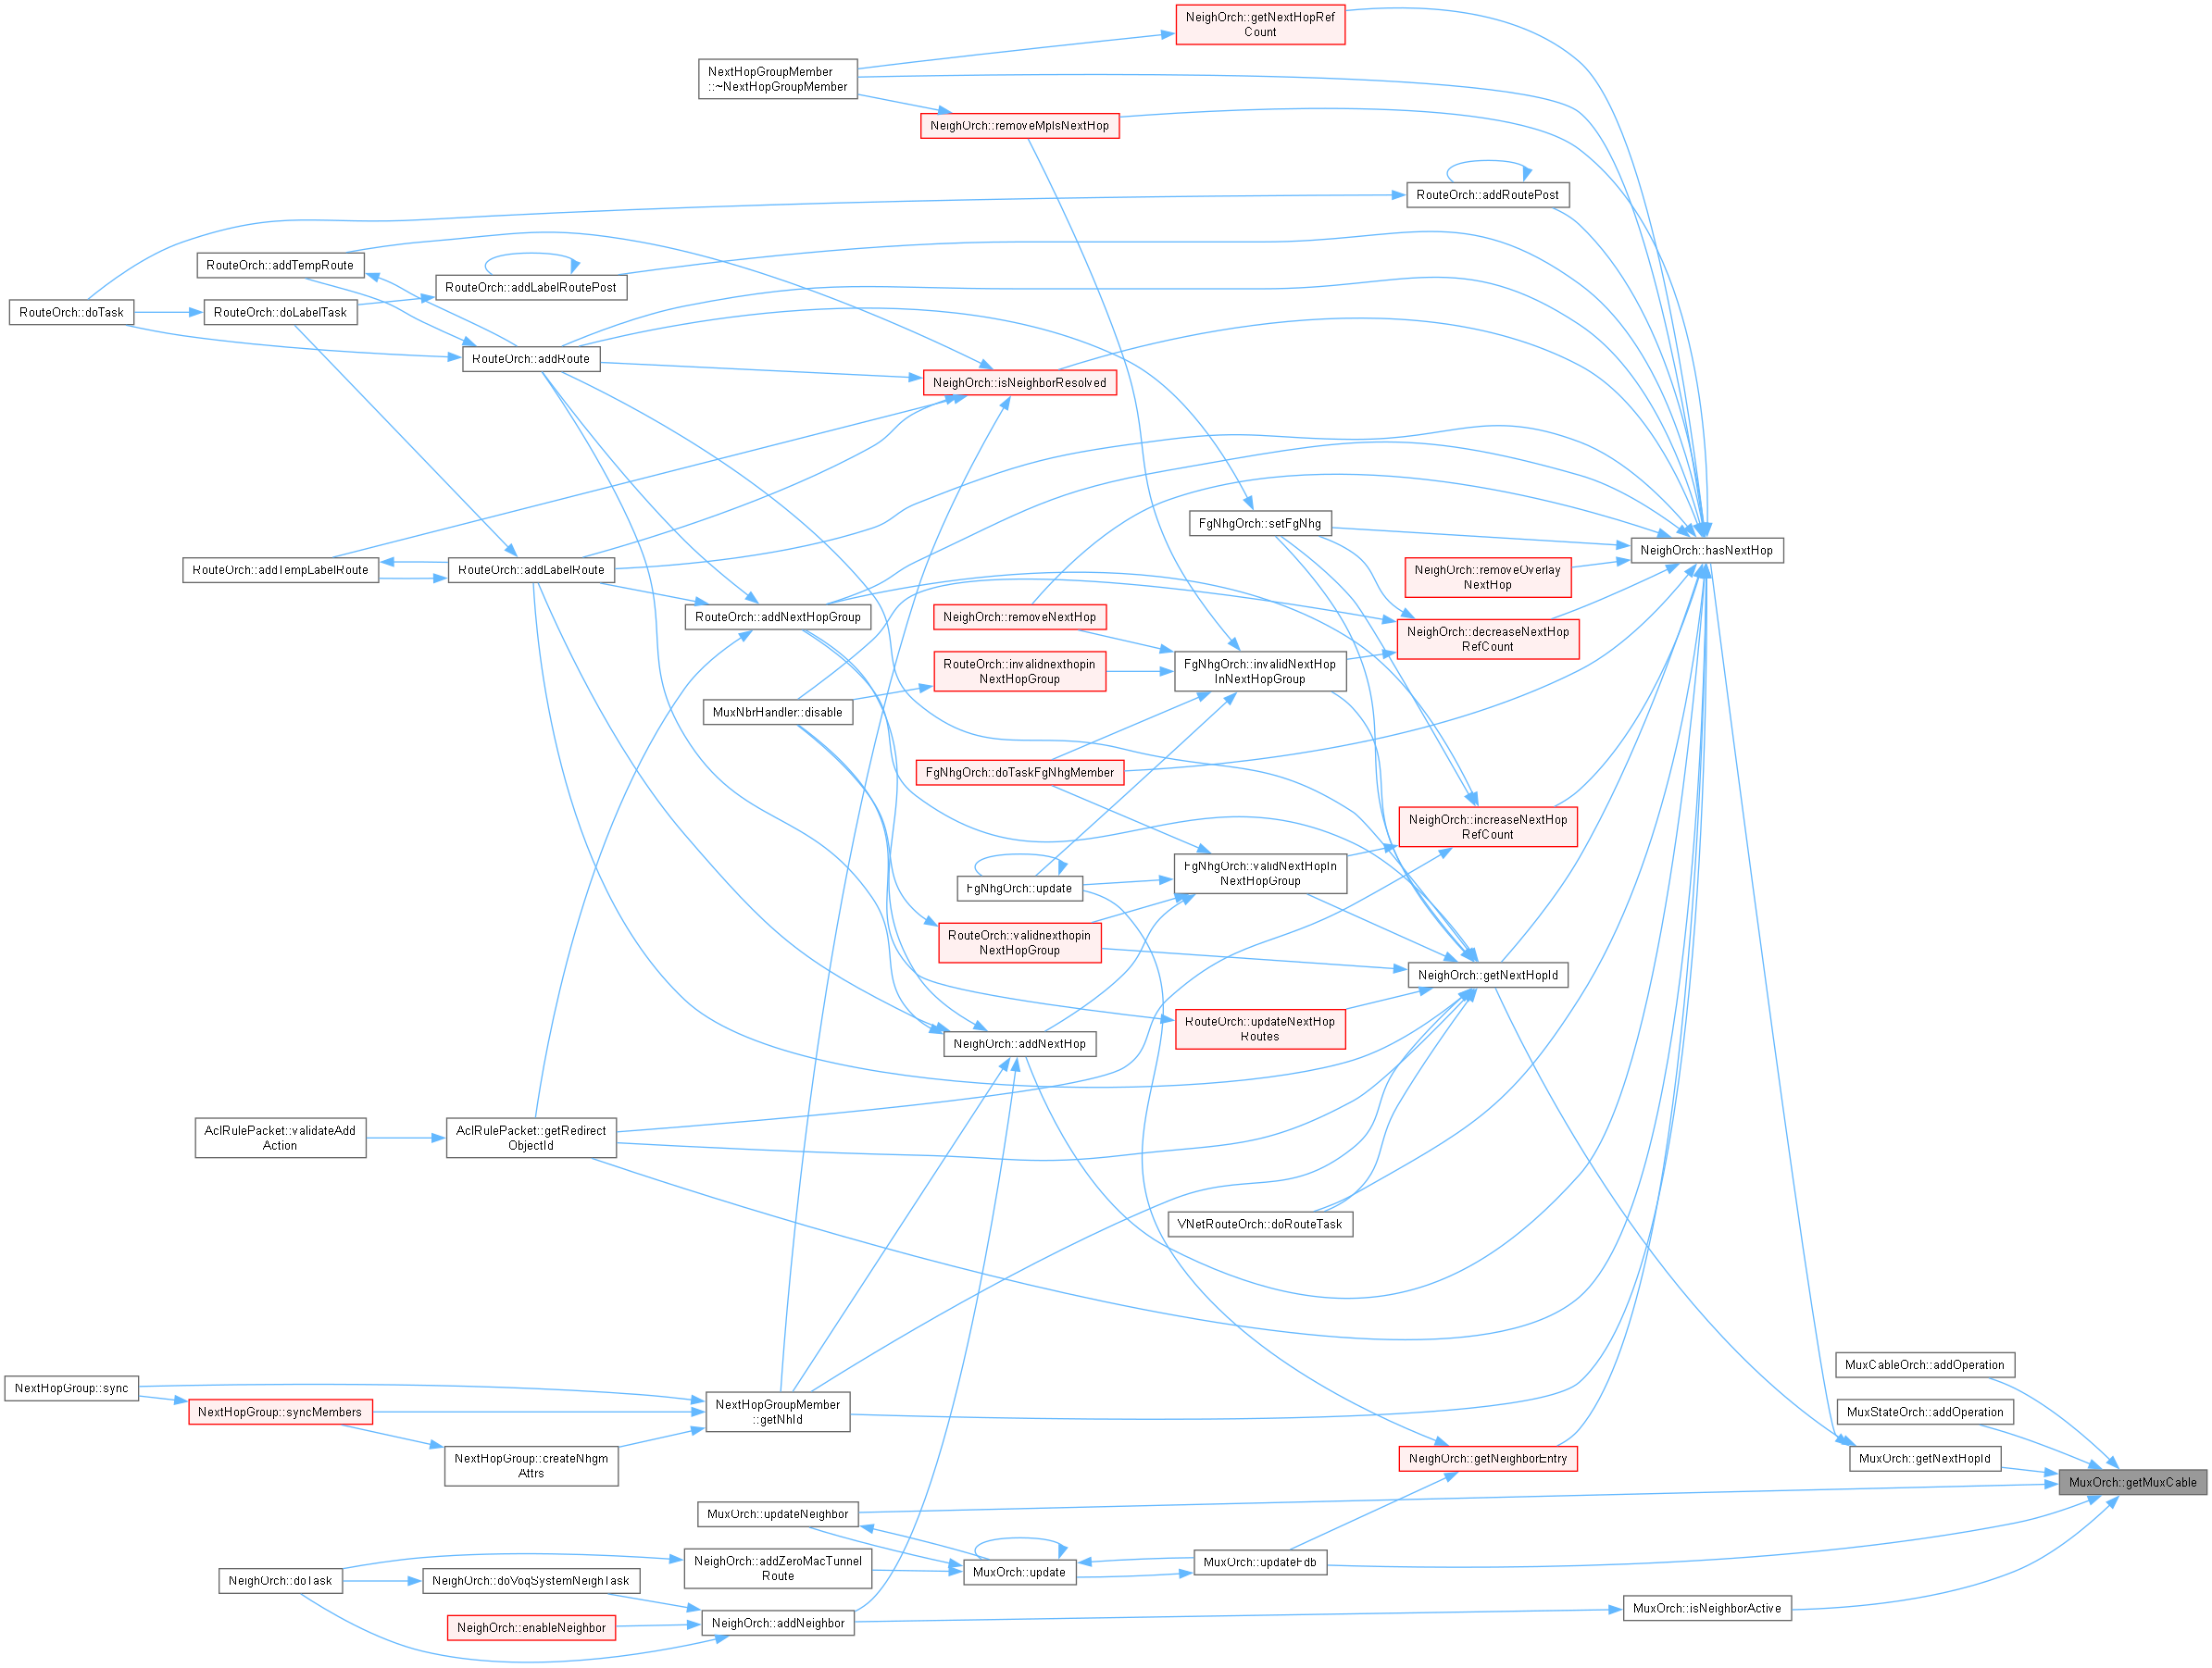 NeighOrch::getNextHopRef
Count
NextHopGroupMember
::~NextHopGroupMember
NeighOrch::removeMplsNextHop
RouteOrch::addRoutePost
RouteOrch::addTempRoute
RouteOrch::addLabelRoutePost
RouteOrch::doTask
RouteOrch::doLabelTask
RouteOrch::addRoute
NeighOrch::isNeighborResolved
FgNhgOrch::setFgNhg
NeighOrch::hasNextHop
RouteOrch::addTempLabelRoute
RouteOrch::addLabelRoute
NeighOrch::removeOverlay
NextHop
RouteOrch::addNextHopGroup
NeighOrch::removeNextHop
NeighOrch::decreaseNextHop
RefCount
RouteOrch::invalidnexthopin
NextHopGroup
FgNhgOrch::invalidNextHop
InNextHopGroup
MuxNbrHandler::disable
FgNhgOrch::doTaskFgNhgMember
NeighOrch::increaseNextHop
RefCount
FgNhgOrch::update
FgNhgOrch::validNextHopIn
NextHopGroup
RouteOrch::validnexthopin
NextHopGroup
NeighOrch::getNextHopId
RouteOrch::updateNextHop
Routes
NeighOrch::addNextHop
AclRulePacket::validateAdd
Action
AclRulePacket::getRedirect
ObjectId
VNetRouteOrch::doRouteTask
MuxCableOrch::addOperation
NextHopGroup::sync
NextHopGroup::syncMembers
NextHopGroupMember
::getNhId
MuxStateOrch::addOperation
NextHopGroup::createNhgm
Attrs
NeighOrch::getNeighborEntry
MuxOrch::getNextHopId
MuxOrch::getMuxCable
MuxOrch::updateNeighbor
NeighOrch::addZeroMacTunnel
Route
MuxOrch::update
MuxOrch::updateFdb
NeighOrch::doTask
NeighOrch::doVoqSystemNeighTask
NeighOrch::enableNeighbor
NeighOrch::addNeighbor
MuxOrch::isNeighborActive